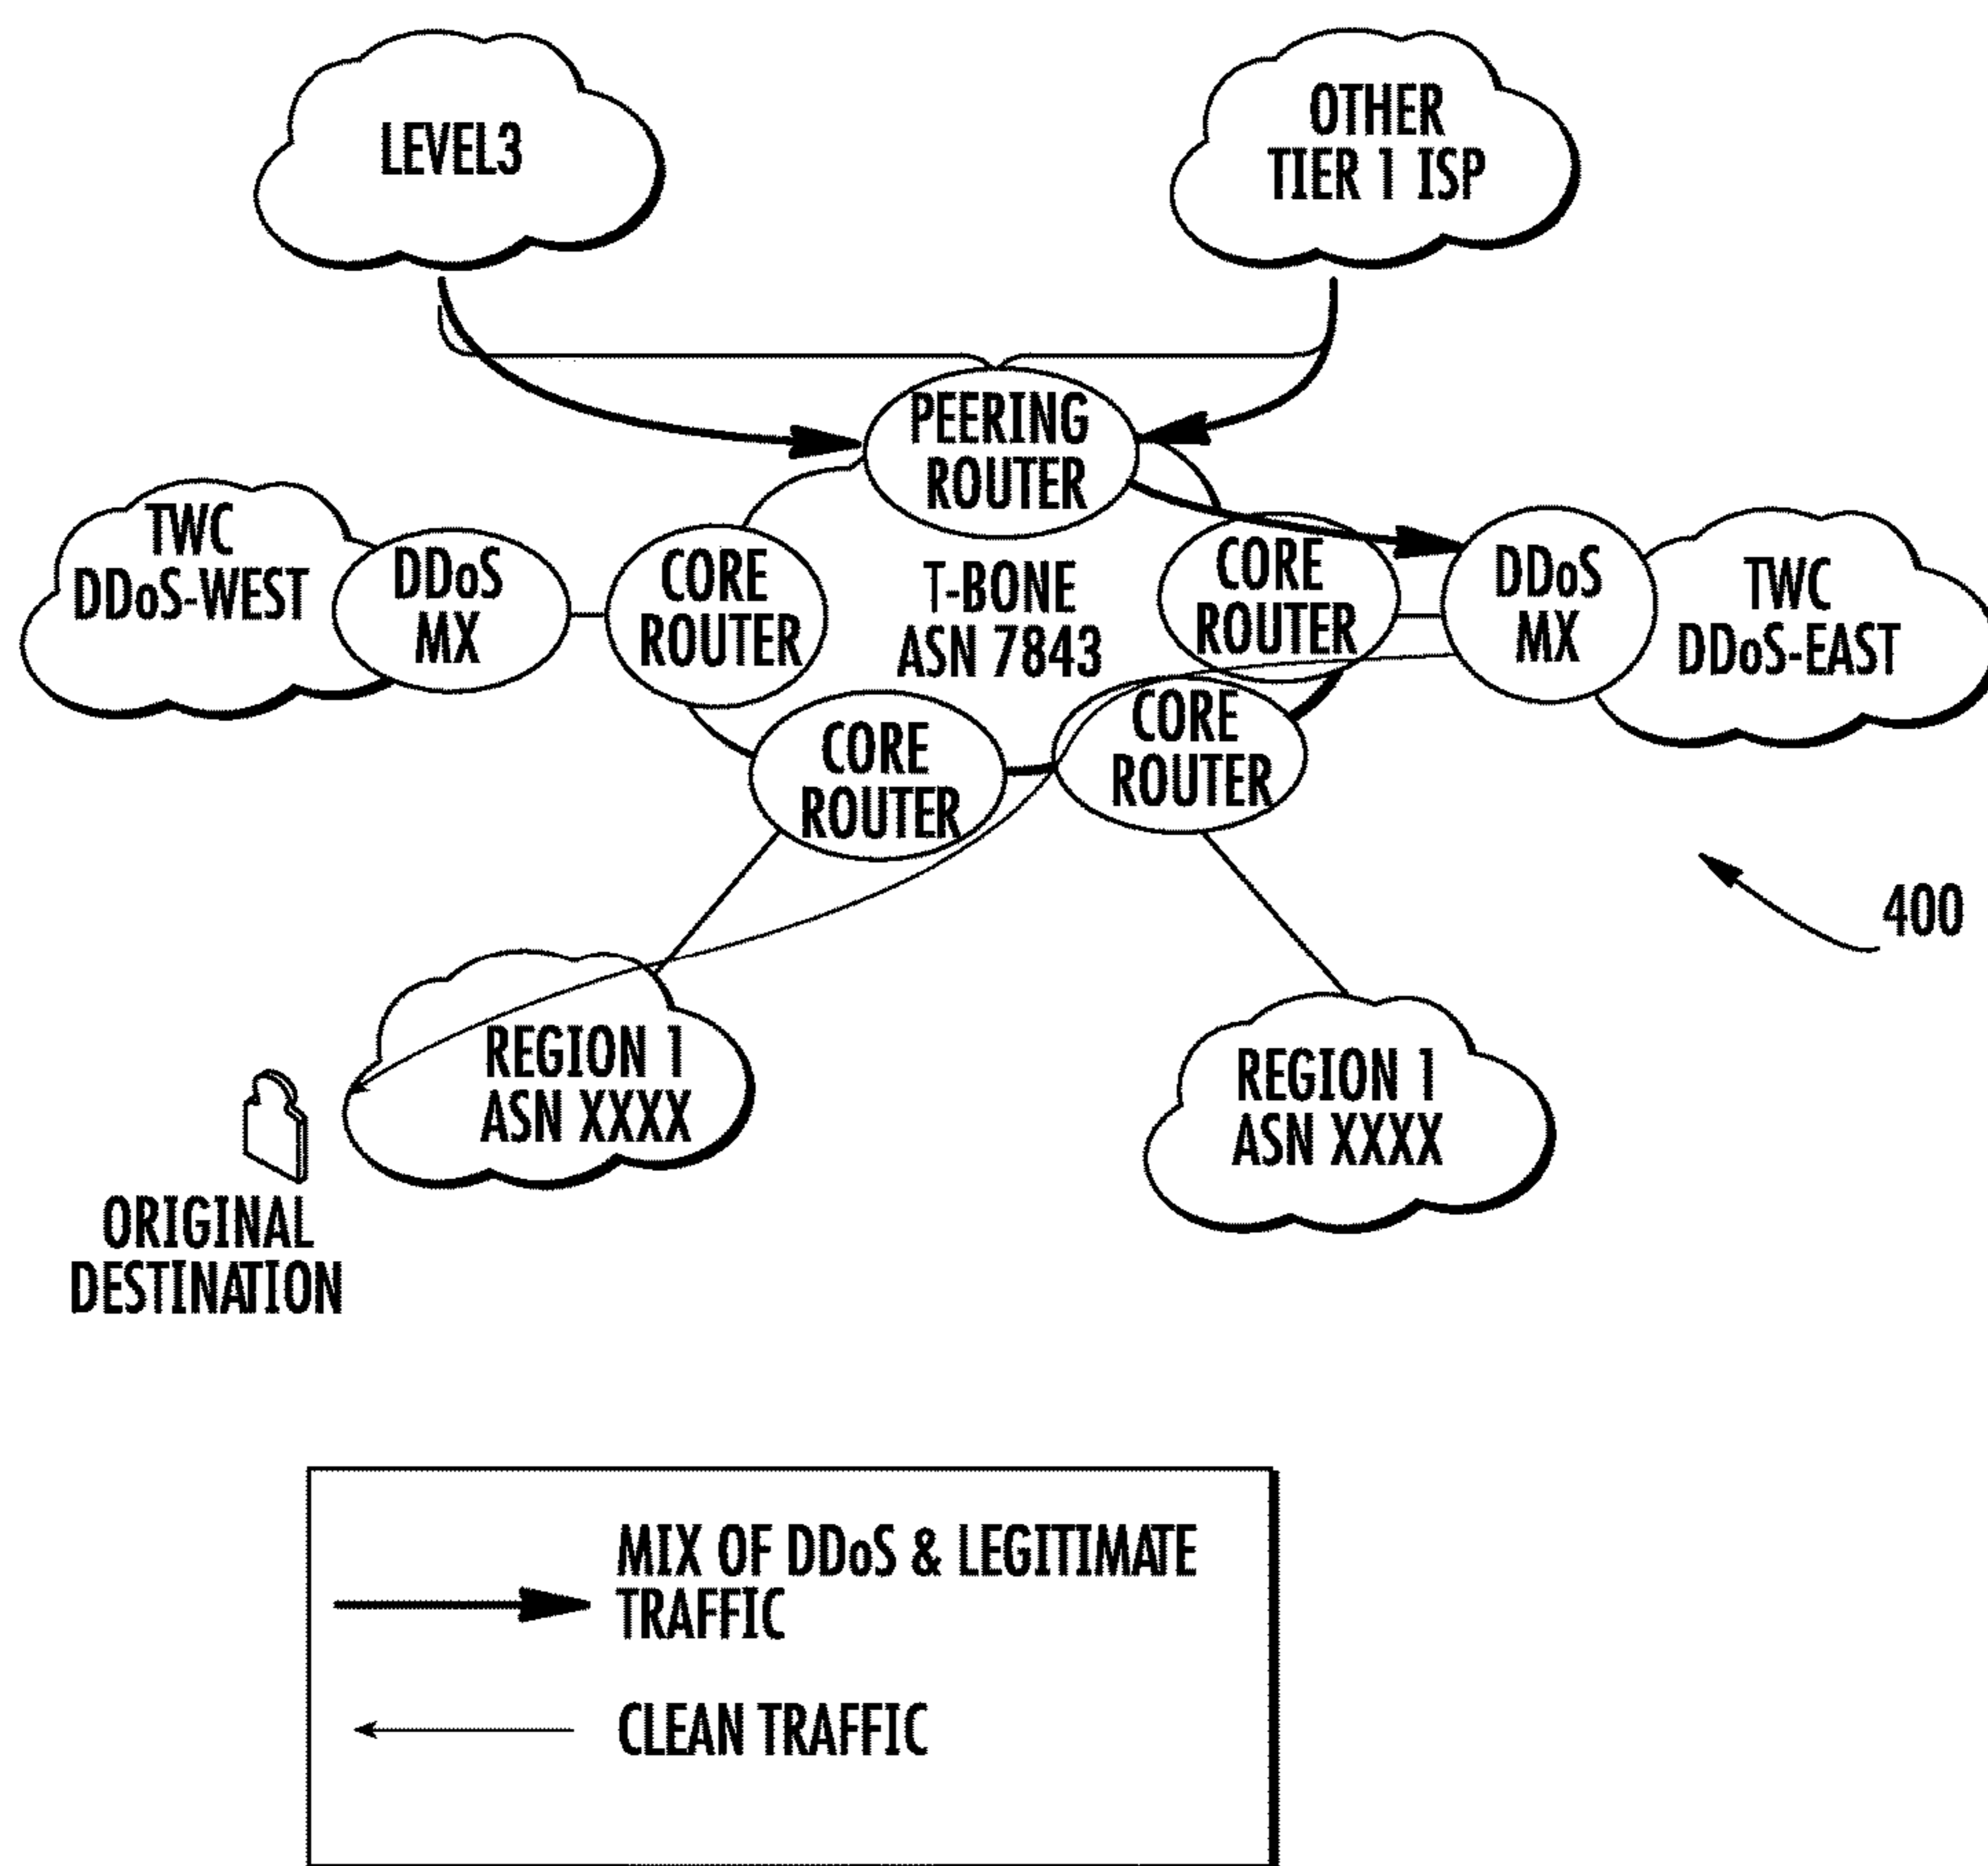 LEVEL3
OTHER
TIER 1 ISP
PEERING
ROUTER
TWC
DDoS-WEST
DDoS
MX
CORE
ROUTER
T-BONE
ASN 7843
CORE
ROUTER
DDoS
MX
TWC
DDoS-EAST
CORE
ROUTER
CORE
ROUTER
400
REGION 1
ASN XXXX
REGION 1
ASN XXXX
ORIGINAL
DESTINATION
MIX OF DDoS & LEGITIMATE
TRAFFIC
CLEAN TRAFFIC